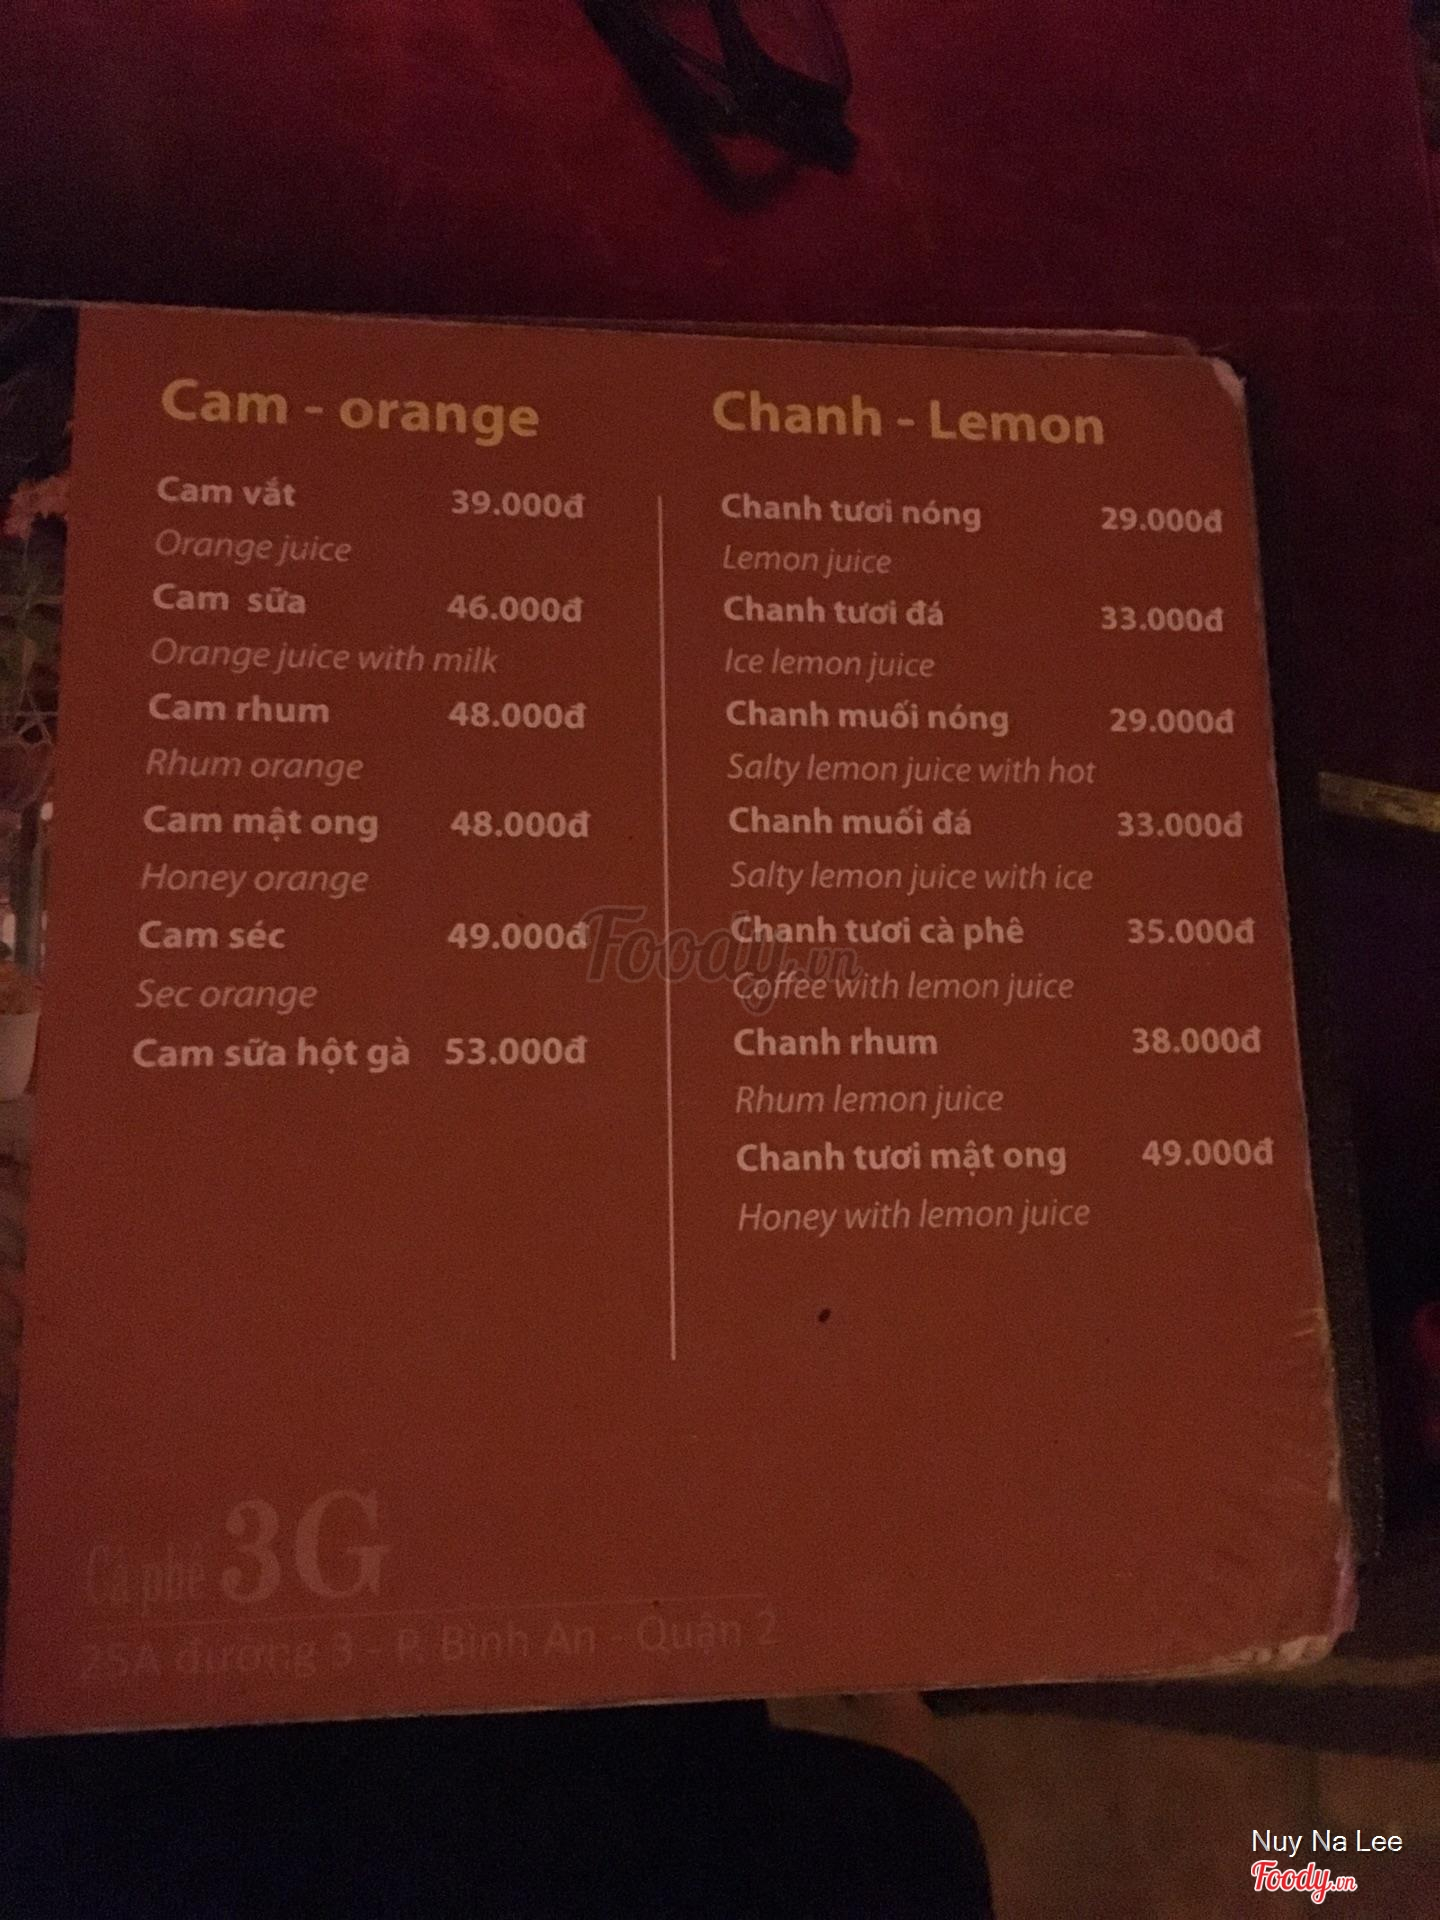 Cam - orange
Cam vắt 39.000đ
Orange juice
Cam sữa 46.000đ
Orange juice with milk
Cam rhum 48.000đ
Rhum orange
Cam mật ong 48.000đ
Honey orange
Cam séc 49.000đ
Sec orange
Cam sữa hột gà 53.000đ
Chanh - Lemon
Chanh tươi nóng 29.000đ
Lemon juice
Chanh tươi đá 33.000đ
Ice lemon juice
Chanh muối nóng 29.000đ
Salty lemon juice with hot
Chanh muối đá 33.000đ
Salty lemon juice with ice
Chanh tươi cà phê 35.000đ
Coffee with lemon juice
Chanh rhum 38.000đ
Rhum lemon juice
Chanh tươi mật ong 49.000đ
Honey with lemon juice
Foody.vn
Cà phê 3G
25A đường 3 - P. Bình An - Quận 2
Nuy Na Lee
Foody.vn